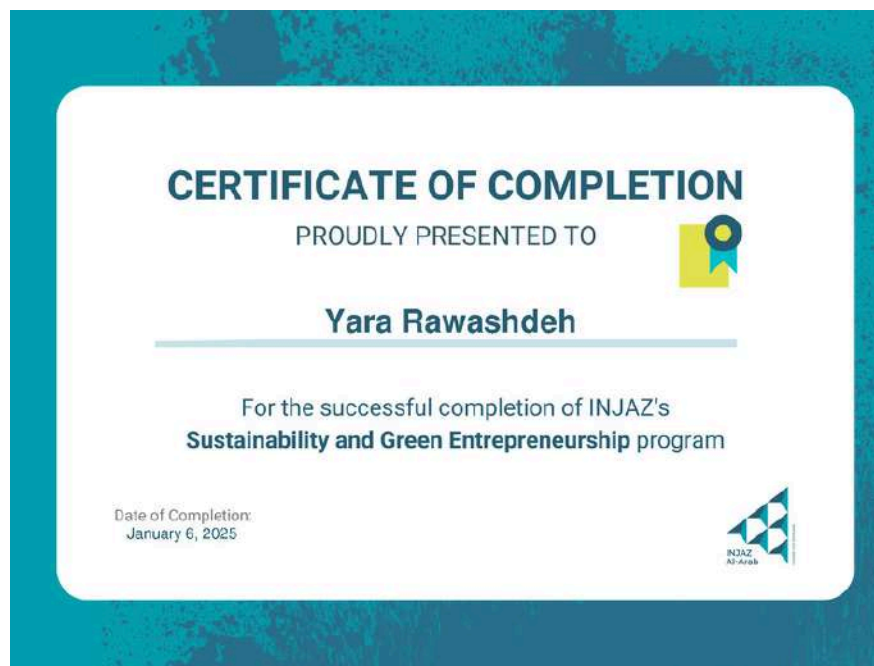 CERTIFICATE OF COMPLETION
PROUDLY PRESENTED TO
Yara Rawashdeh
For the successful completion of INJAZ's
Sustainability and Green Entrepreneurship program
Date of Completion:
January 6, 2025
INJAZ
Al-Arab